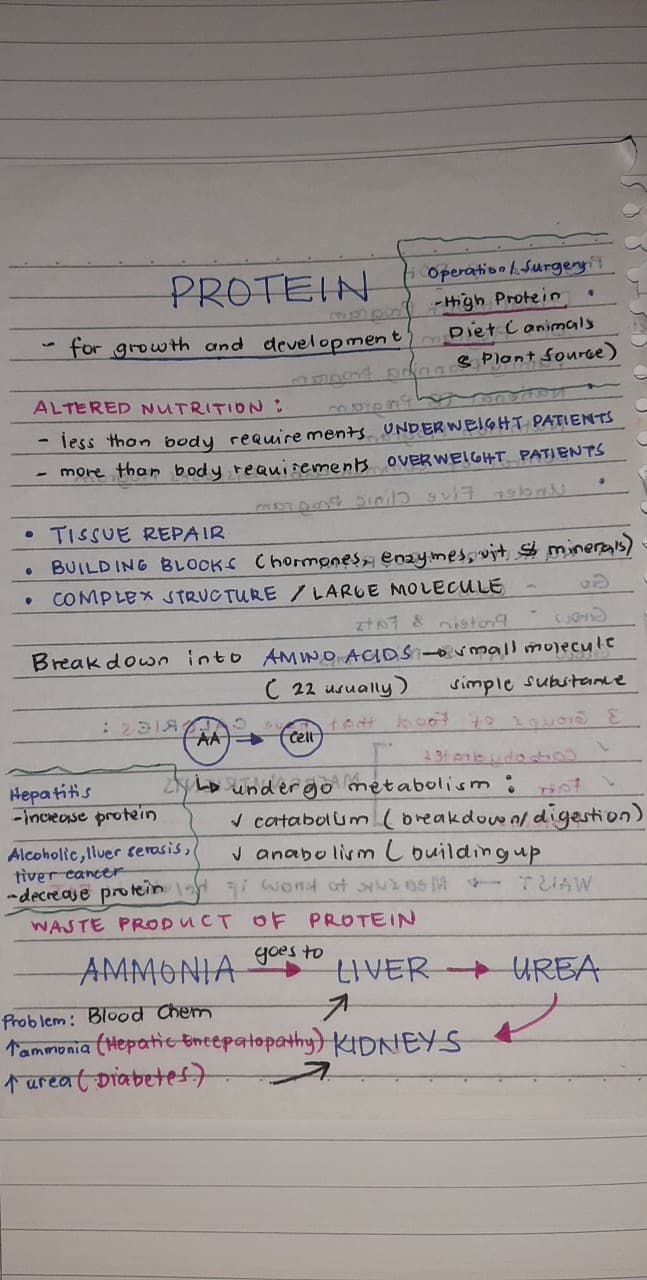 PROTEIN
- for growth and development
Operation/Surgery
-High Protein
Diet (animals
& Plant Source)
ALTERED NUTRITION:
- less than body requirements UNDERWEIGHT PATIENTS
- more than body requirements OVERWEIGHT PATIENTS
• TISSUE REPAIR
• BUILDING BLOCKS (hormones, enzymes, vit & minerals)
• COMPLEX STRUCTURE / LARGE MOLECULE
Breakdown into AMINO ACIDS → small molecule
(22 usually) simple substance
AA → Cell
↳ undergo metabolism:
✓ catabolism (breakdown/digestion)
✓ anabolism (building up
Hepatitis
-increase protein
Alcoholic, liver serosis,
liver cancer
-decrease protein
WASTE PRODUCT OF PROTEIN
AMMONIA goes to → LIVER → UREA
KIDNEYS
Problem: Blood Chem
↑ammonia (Hepatic Encepalopathy)
↑ urea (Diabetes)